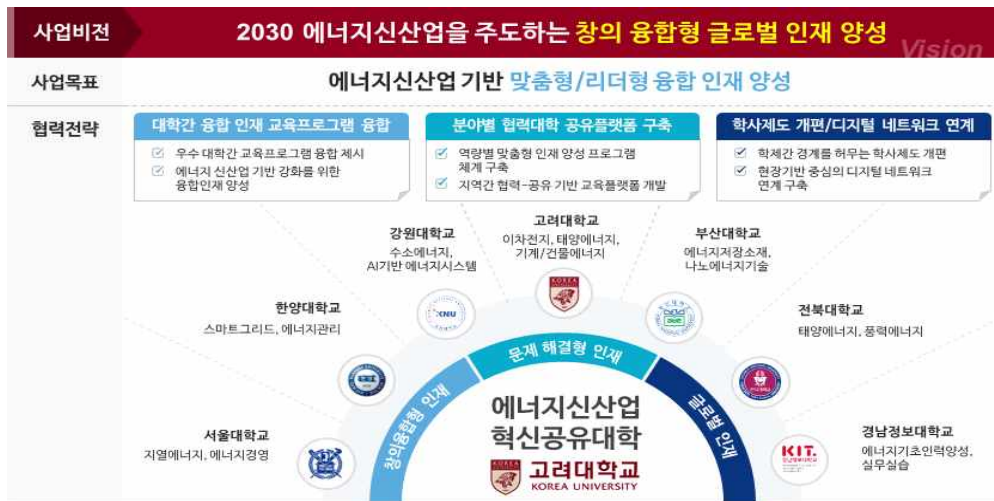 사업비전
2030 에너지신산업을 주도하는 창의 융합형 글로벌 인재 양성
Vision
사업목표
에너지신산업 기반 맞춤형/리더형 융합 인재 양성
협력전략
대학간 융합 인재 교육프로그램 융합
우수 대학간 교육프로그램 융합 제시
에너지 신산업 기반 강화를 위한
융합인재 양성
분야별 협력대학 공유플랫폼 구축
역량별 맞춤형 인재 양성 프로그램
체계 구축
지역간 협력-공유 기반 교육플랫폼 개발
학사제도 개편/디지털 네트워크 연계
학제간 경계를 허무는 학사제도 개편
현장기반 중심의 디지털 네트워크
연계 구축
서울대학교
지열에너지, 에너지경영
한양대학교
스마트그리드, 에너지관리
강원대학교
수소에너지,
AI기반 에너지시스템
KNU
고려대학교
이차전지, 태양에너지,
기계/건물에너지
KOREA
부산대학교
에너지저장소재,
나노에너지기술
전북대학교
태양에너지, 풍력에너지
경남정보대학교
에너지기초인력양성,
실무실습
KIT.
창의융합형 인재
문제 해결형 인재
글로벌 인재
에너지신산업
혁신공유대학
고려대학교
KOREA UNIVERSITY